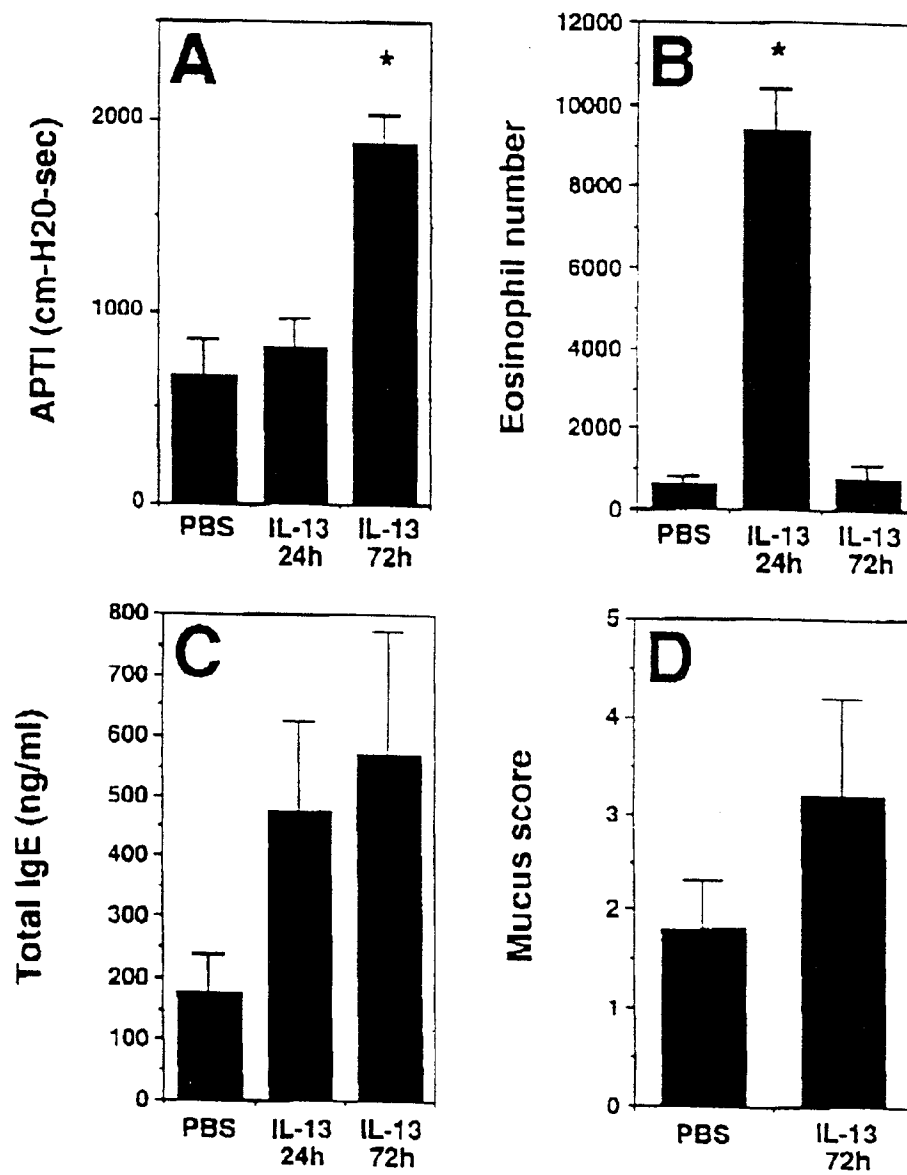 A
APTI (cm-H20-sec)
2000
1000
0
*
PBS
IL-13
24h
IL-13
72h
B
Eosinophil number
12000
10000
8000
6000
4000
2000
0
*
PBS
IL-13
24h
IL-13
72h
C
Total IgE (ng/ml)
800
700
600
500
400
300
200
100
0
PBS
IL-13
24h
IL-13
72h
D
Mucus score
5
4
3
2
1
0
PBS
IL-13
72h